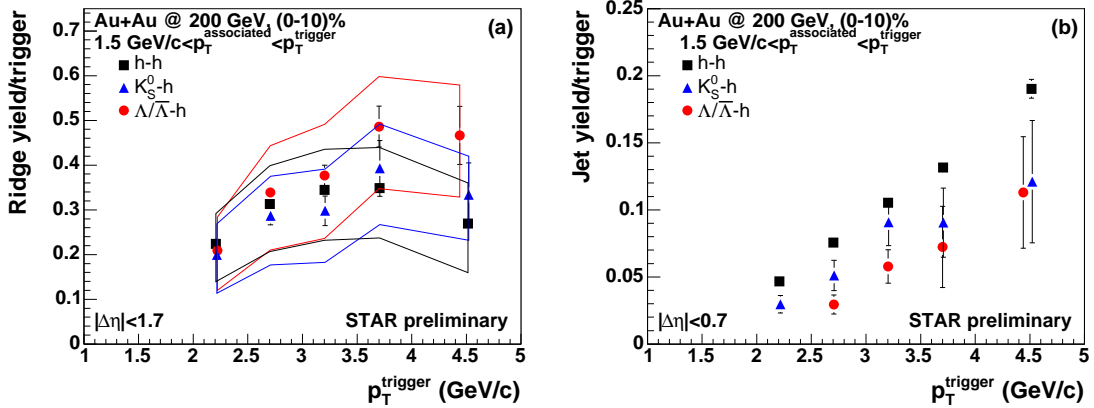 Au+Au @ 200 GeV, (0-10)%
(a)
1.5 GeV/c<p_T^associated<p_T^trigger
h-h
K_S^0-h
Λ/Λ̅-h
Ridge yield/trigger
0.7
0.6
0.5
0.4
0.3
0.2
0.1
|Δη|<1.7
STAR preliminary
1 1.5 2 2.5 3 3.5 4 4.5 5
p_T^trigger (GeV/c)
Au+Au @ 200 GeV, (0-10)%
(b)
1.5 GeV/c<p_T^associated<p_T^trigger
h-h
K_S^0-h
Λ/Λ̅-h
Jet yield/trigger
0.25
0.2
0.15
0.1
0.05
0
|Δη|<0.7
STAR preliminary
1 1.5 2 2.5 3 3.5 4 4.5 5
p_T^trigger (GeV/c)